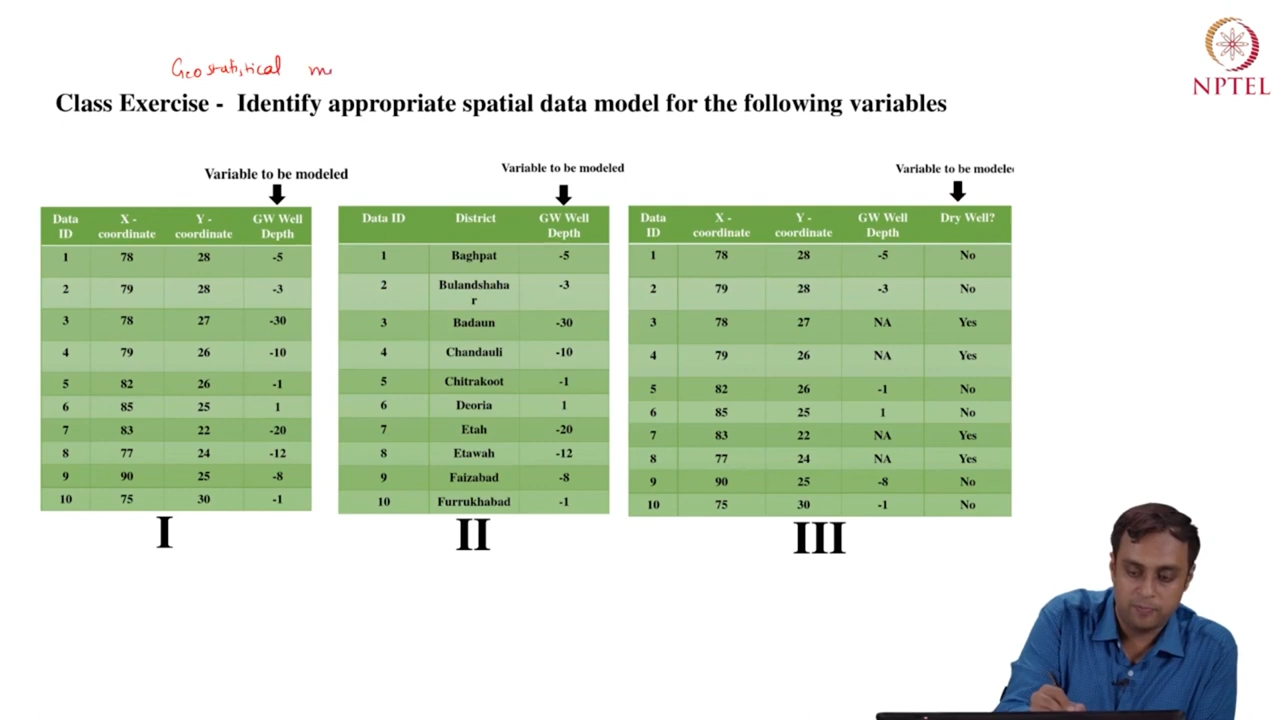 NPTEL
Geostatistical m
Class Exercise - Identify appropriate spatial data model for the following variables
Variable to be modeled
Data ID X - coordinate Y - coordinate GW Well Depth
1 78 28 -5
2 79 28 -3
3 78 27 -30
4 79 26 -10
5 82 26 -1
6 85 25 1
7 83 22 -20
8 77 24 -12
9 90 25 -8
10 75 30 -1
I
Variable to be modeled
Data ID District GW Well Depth
1 Baghpat -5
2 Bulandshaha
r -3
3 Badaun -30
4 Chandauli -10
5 Chitrakoot -1
6 Deoria 1
7 Etah -20
8 Etawah -12
9 Faizabad -8
10 Furrukhabad -1
II
Variable to be modele
Data ID X - coordinate Y - coordinate GW Well Depth Dry Well?
1 78 28 -5 No
2 79 28 -3 No
3 78 27 NA Yes
4 79 26 NA Yes
5 82 26 -1 No
6 85 25 1 No
7 83 22 NA Yes
8 77 24 NA Yes
9 90 25 -8 No
10 75 30 -1 No
III